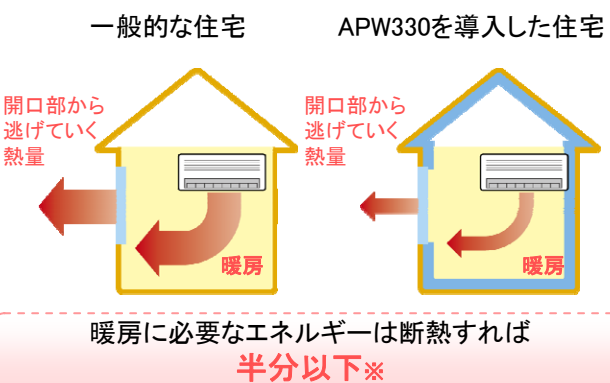 一般的な住宅
APW330を導入した住宅
開口部から
逃げていく
熱量
暖房
開口部から
逃げていく
熱量
暖房
暖房に必要なエネルギーは断熱すれば
半分以下※